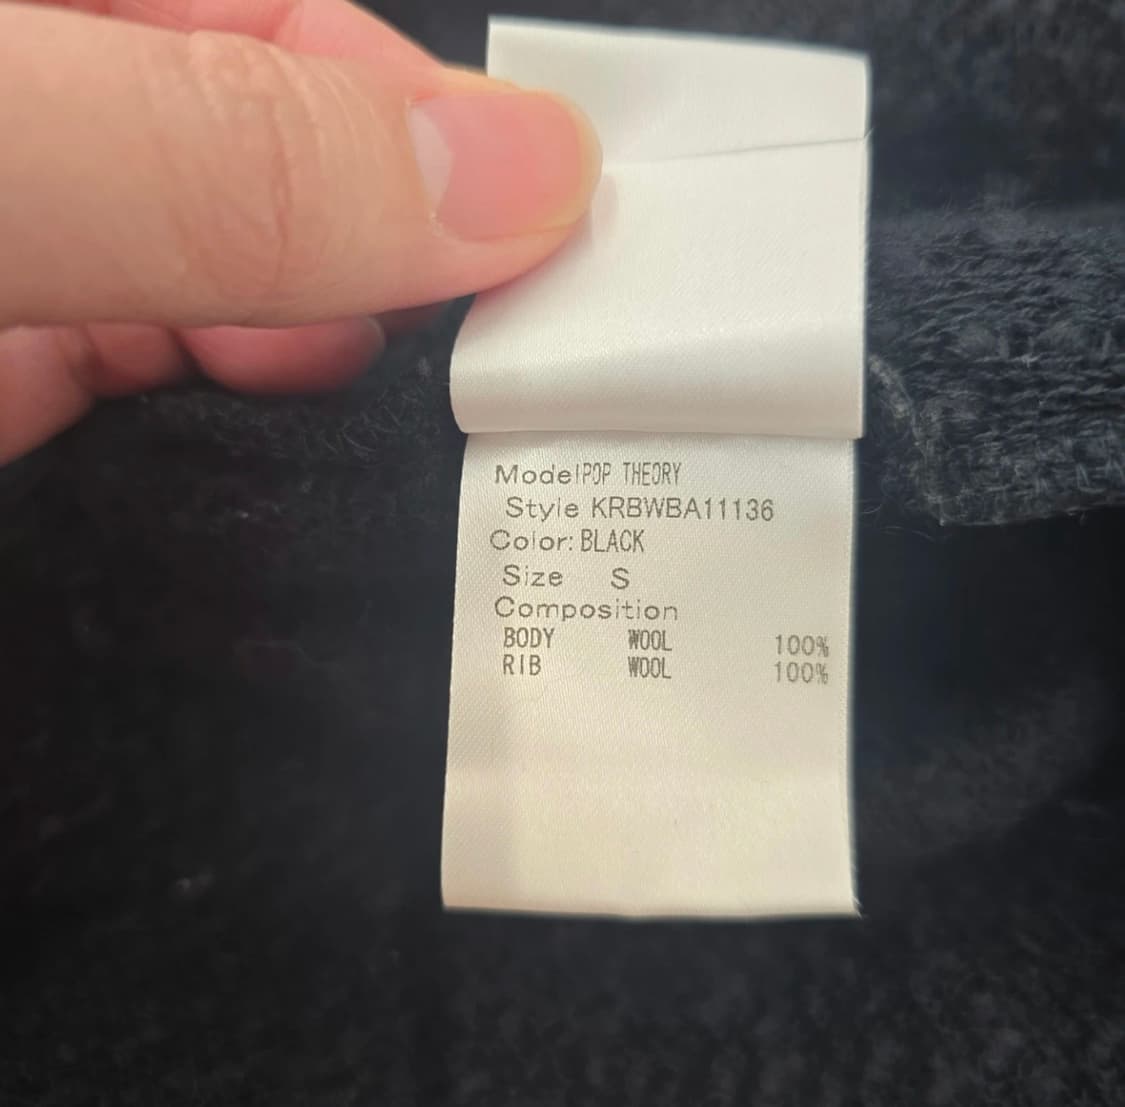 Model POP THEORY
Style KRBWBA11136
Color: BLACK
Size S
Composition
BODY WOOL 100%
RIB WOOL 100%